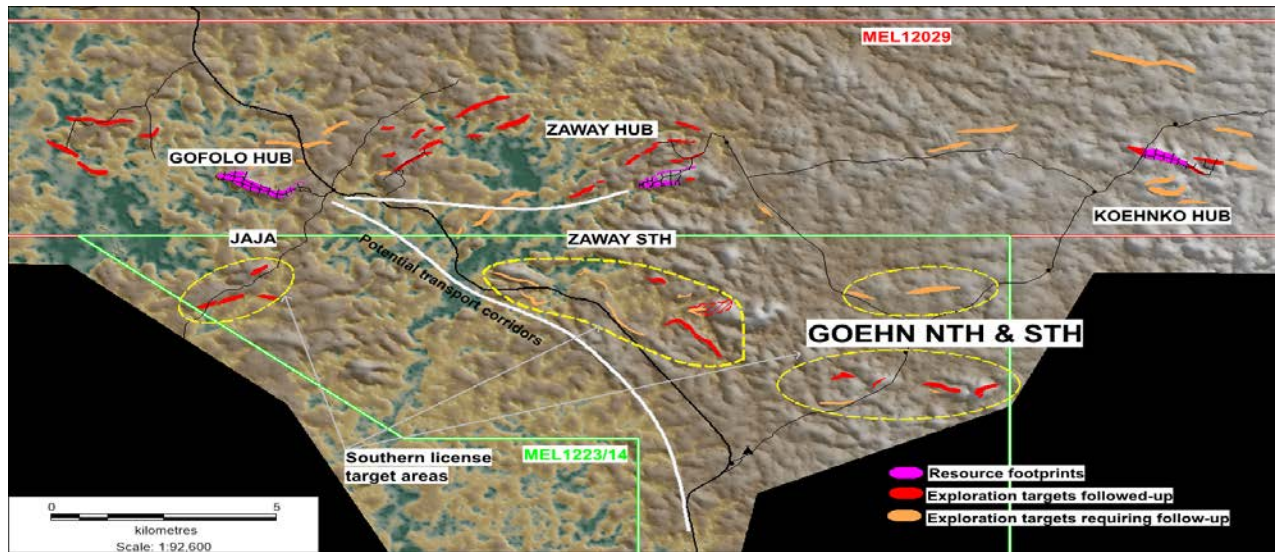 MEL12029
ZAWAY HUB
GOFOLO HUB
KOEHNKO HUB
JAJA
ZAWAY STH
Potential transport corridors
GOEHN NTH & STH
Southern license
target areas
MEL1223/14
Resource footprints
Exploration targets followed-up
Exploration targets requiring follow-up
0 5
kilometres
Scale: 1:92,600